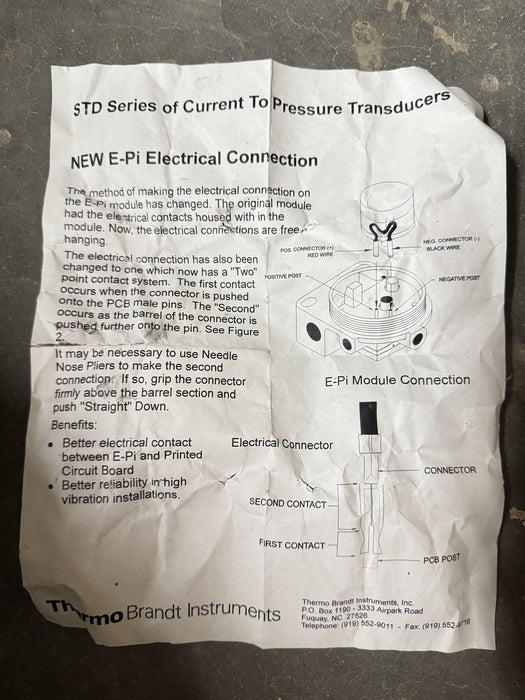 STD Series of Current To Pressure Transducers
NEW E-Pi Electrical Connection
The method of making the electrical connection on
the E-Pi module has changed. The original module
had the electrical contacts housed with in the
module. Now, the electrical connections are free
hanging.
The electrical connection has also been
changed to one which now has a "Two"
point contact system. The first contact
occurs when the connector is pushed
onto the PCB male pins. The "Second"
occurs as the barrel of the connector is
pushed further onto the pin. See Figure
2.
It may be necessary to use Needle
Nose Pliers to make the second
connection. If so, grip the connector
firmly above the barrel section and
push "Straight" Down.
Benefits:
• Better electrical contact
between E-Pi and Printed
Circuit Board
• Better reliability in high
vibration installations.
POS. CONNECTOR (+)
RED WIRE
NEG. CONNECTOR (-)
BLACK WIRE
POSITIVE POST
NEGATIVE POST
E-Pi Module Connection
Electrical Connector
CONNECTOR
SECOND CONTACT
FIRST CONTACT
PCB POST
Thermo Brandt Instruments
Thermo Brandt Instruments, Inc.
P.O. Box 1190 - 3333 Airpark Road
Fuquay, NC 27526
Telephone: (919) 552-9011 - Fax: (919) 552-9716